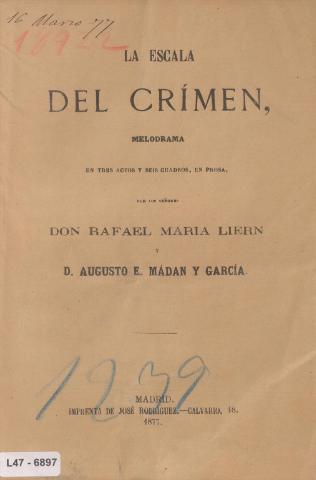 16 Marzo 77
LA ESCALA
DEL CRÍMEN,
MELODRAMA
EN TRES ACTOS Y SEIS CUADROS, EN PROSA,
POR LOS SEÑORES
DON RAFAEL MARIA LIERN
Y
D. AUGUSTO E. MÁDAN Y GARCÍA.
1239
MADRID.
IMPRENTA DE JOSÉ RODRIGUEZ.—CALVARIO, 18.
1877.
L47 - 6897